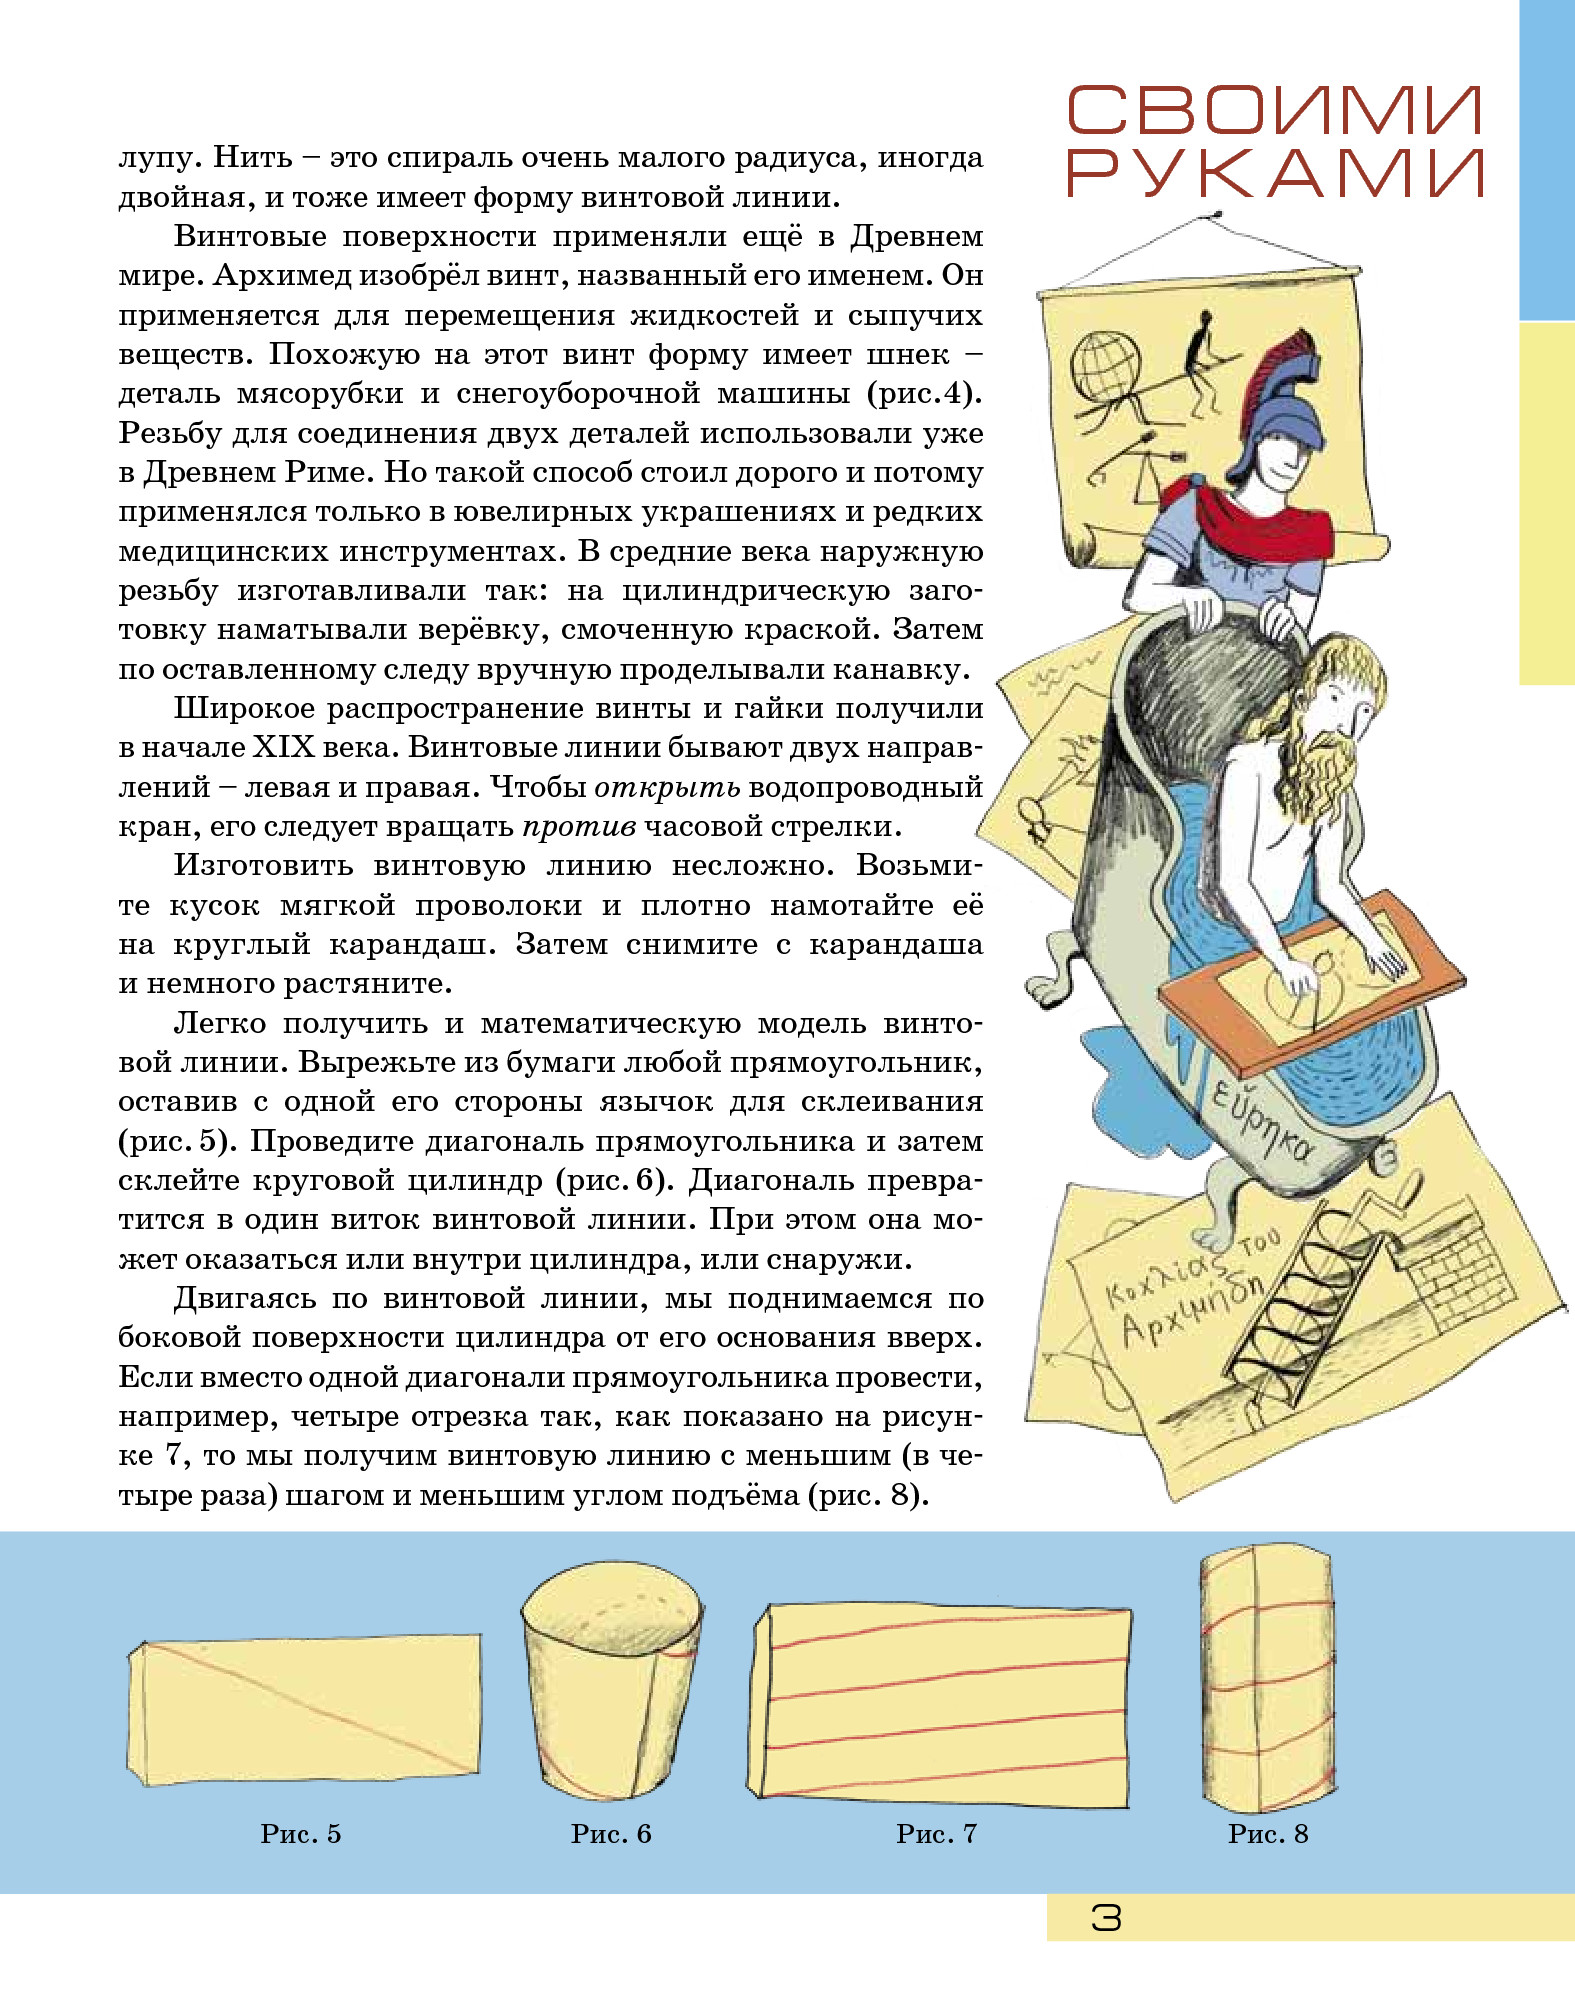 СВОИМИ
РУКАМИ
лупу. Нить – это спираль очень малого радиуса, иногда
двойная, и тоже имеет форму винтовой линии.
Винтовые поверхности применяли ещё в Древнем
мире. Архимед изобрёл винт, названный его именем. Он
применяется для перемещения жидкостей и сыпучих
веществ. Похожую на этот винт форму имеет шнек –
деталь мясорубки и снегоуборочной машины (рис.4).
Резьбу для соединения двух деталей использовали уже
в Древнем Риме. Но такой способ стоил дорого и потому
применялся только в ювелирных украшениях и редких
медицинских инструментах. В средние века наружную
резьбу изготавливали так: на цилиндрическую заго-
товку наматывали верёвку, смоченную краской. Затем
по оставленному следу вручную проделывали канавку.
Широкое распространение винты и гайки получили
в начале XIX века. Винтовые линии бывают двух направ-
лений – левая и правая. Чтобы открыть водопроводный
кран, его следует вращать против часовой стрелки.
Изготовить винтовую линию несложно. Возьми-
те кусок мягкой проволоки и плотно намотайте её
на круглый карандаш. Затем снимите с карандаша
и немного растяните.
Легко получить и математическую модель винто-
вой линии. Вырежьте из бумаги любой прямоугольник,
оставив с одной его стороны язычок для склеивания
(рис. 5). Проведите диагональ прямоугольника и затем
склейте круговой цилиндр (рис. 6). Диагональ превра-
тится в один виток винтовой линии. При этом она мо-
жет оказаться или внутри цилиндра, или снаружи.
Двигаясь по винтовой линии, мы поднимаемся по
боковой поверхности цилиндра от его основания вверх.
Если вместо одной диагонали прямоугольника провести,
например, четыре отрезка так, как показано на рисун-
ке 7, то мы получим винтовую линию с меньшим (в че-
тыре раза) шагом и меньшим углом подъёма (рис. 8).
εὔρηκα
Κοχλίας του
Αρχιμήδη
Рис. 5
Рис. 6
Рис. 7
Рис. 8
3